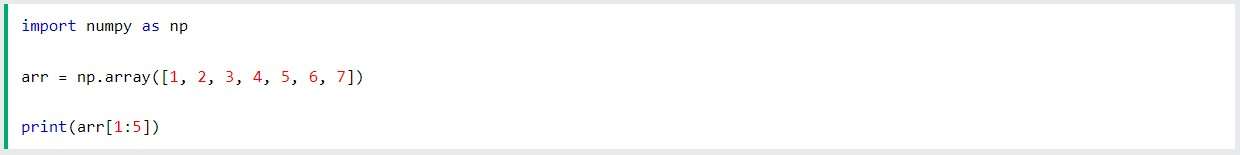 import numpy as np
arr = np.array([1, 2, 3, 4, 5, 6, 7])
print(arr[1:5])